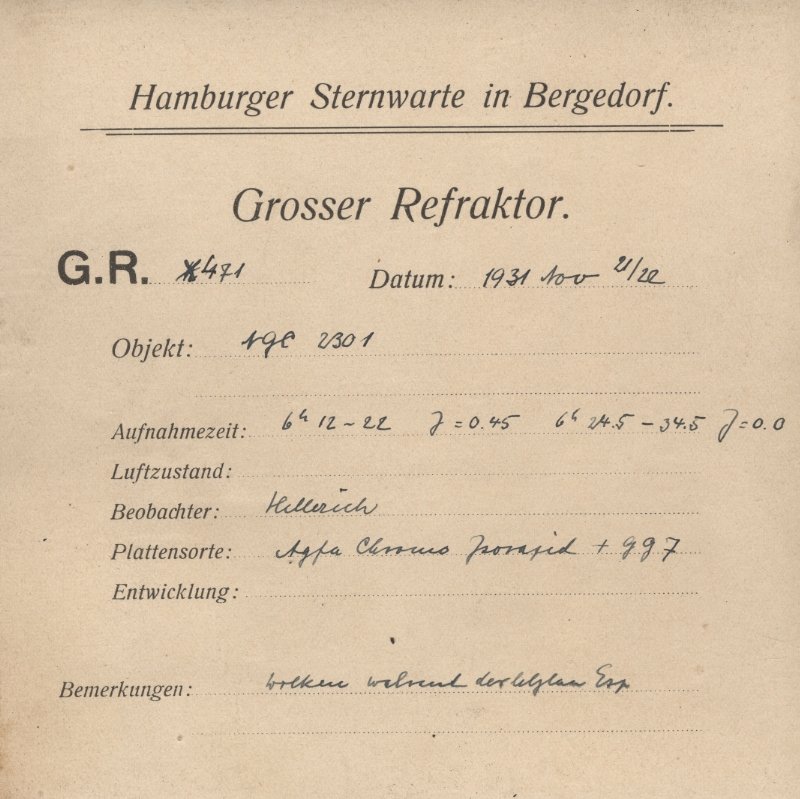 Hamburger Sternwarte in Bergedorf.
Grosser Refraktor.
G.R. 471 Datum: 1931 Nov 21/22
Objekt: NGC 2301
Aufnahmezeit: 6h 12 - 22 J = 0.45 6h 24.5 - 34.5 J = 0.0
Luftzustand:
Beobachter: Hellerich
Plattensorte: Agfa Chromo Isorapid + GG 7
Entwicklung:
Bemerkungen: Wolken während der letzten Exp